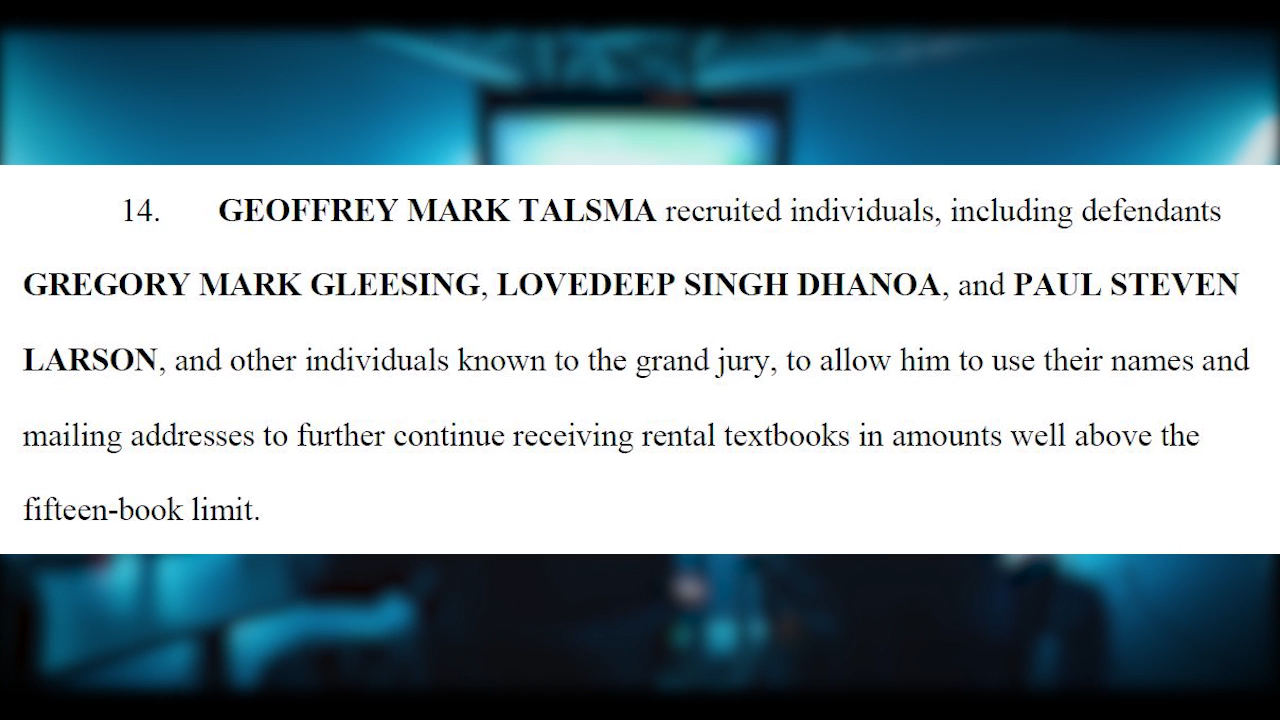 14. GEOFFREY MARK TALSMA recruited individuals, including defendants
GREGORY MARK GLEESING, LOVEDEEP SINGH DHANOA, and PAUL STEVEN
LARSON, and other individuals known to the grand jury, to allow him to use their names and
mailing addresses to further continue receiving rental textbooks in amounts well above the
fifteen-book limit.